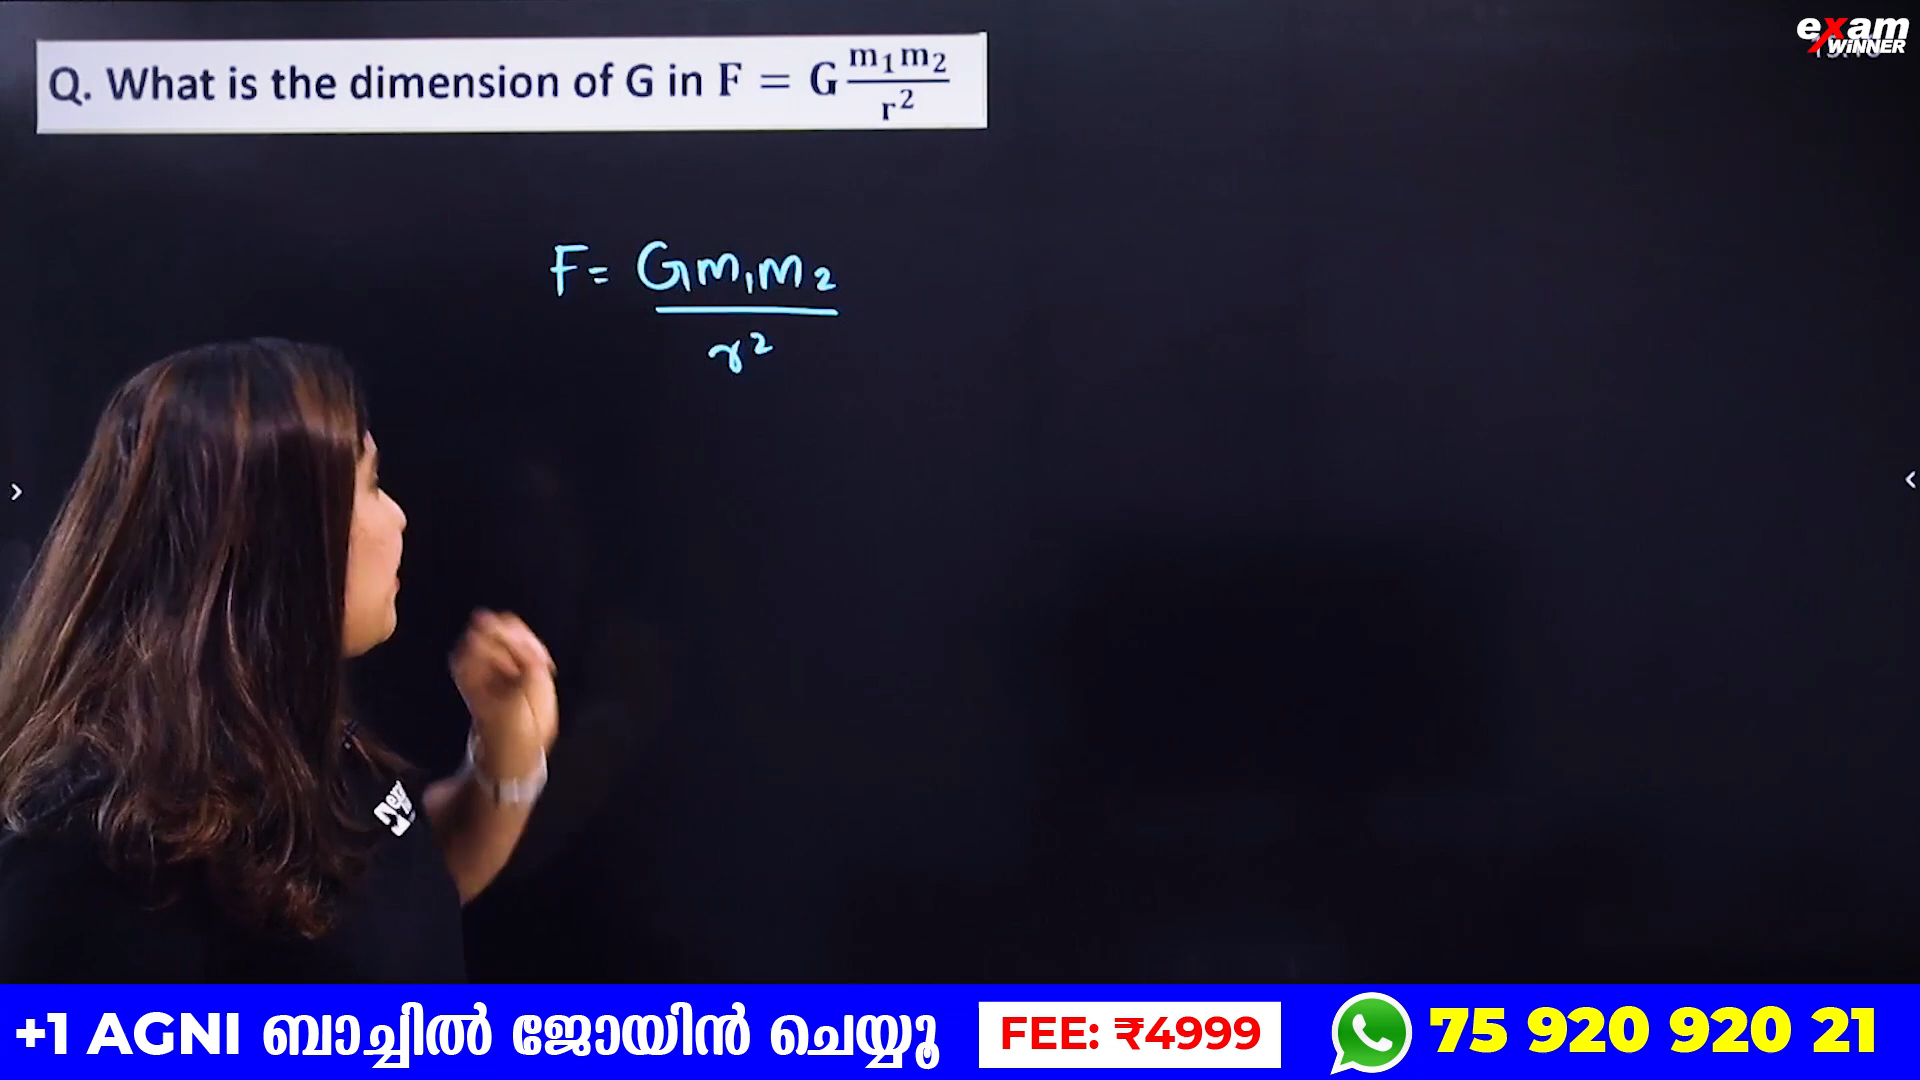 exam
WINNER
Q. What is the dimension of G in F = G m₁m₂/r²
F = Gm₁m₂
r²
+1 AGNI ബാച്ചിൽ ജോയിൻ ചെയ്യൂ
FEE: ₹4999
75 920 920 21